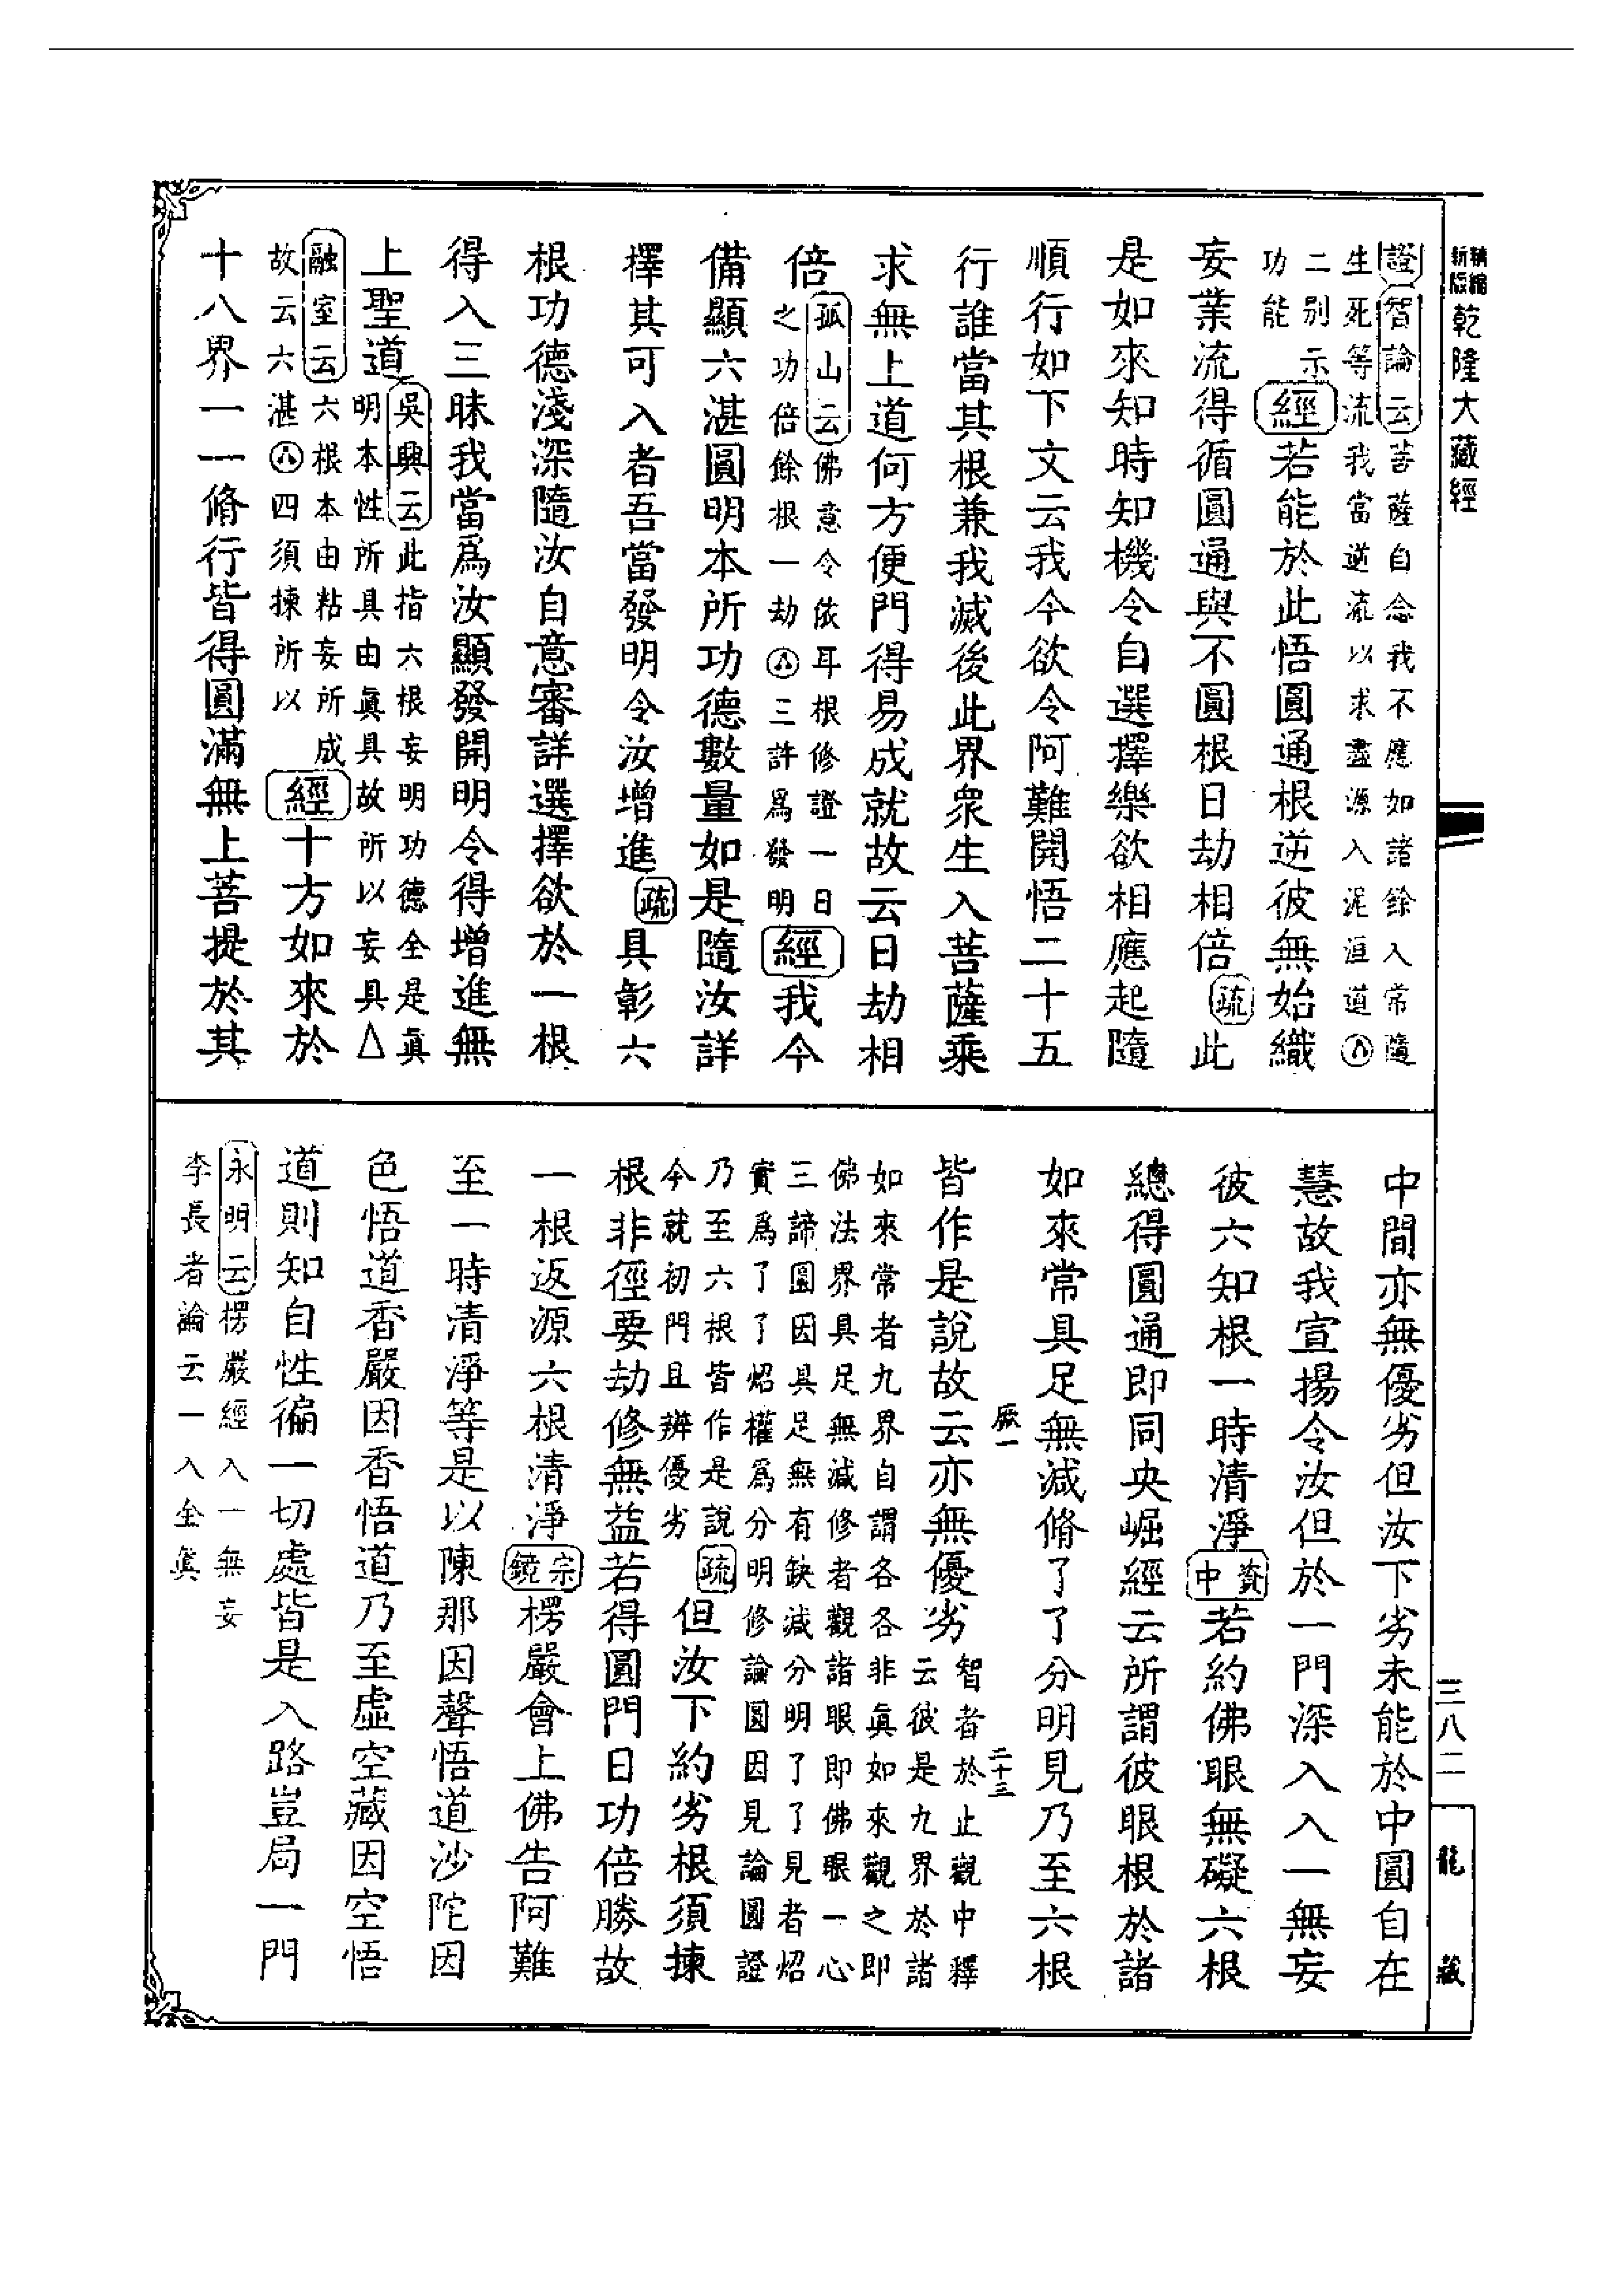 精縮
新版
乾隆大藏經
證智論云菩薩自念我不應如諸餘入常隨
生死等流我當逆流以求盡源入泥洹道
二別示
功能
經若能於此悟圓通根逆彼無始織
妄業流得循圓通與不圓根日劫相倍疏此
是如來知時知機令自選擇樂欲相應起隨
順行如下文云我今欲令阿難開悟二十五
行誰當其根兼我滅後此界眾生入菩薩乘
求無上道何方便門得易成就故云日劫相
倍
孤山云佛意令依耳根修證一日
之功倍餘根一劫三許為發明
經我今
備顯六湛圓明本所功德數量如是隨汝詳
擇其可入者吾當發明令汝增進疏具彰六
根功德淺深隨汝自意審詳選擇欲於一根
得入三昧我當為汝顯發開明令得增進無
上聖道
吳興云此指六根妄明功德全是真
明本性所具由真具故所以妄具△
融室云六根本由粘妄所成
故云六湛四須揀所以
經十方如來於
十八界一一脩行皆得圓滿無上菩提於其
中間亦無優劣但汝下劣未能於中圓自在
慧故我宣揚令汝但於一門深入入一無妄
彼六知根一時清淨資中若約佛眼無礙六根
總得圓通即同央崛經云所謂彼眼根於諸
如來常具足無減脩了了分明見乃至六根
厥一
二十三
皆作是說故云亦無優劣
智者於止觀中釋
云彼是九界於諸
如來常者九界自謂各各非真如來觀之即
佛法界具足無減修者觀諸眼即佛眼一心
三諦圓因具足無有缺減分明了了見者炤
實為了了炤權為分明修論圓因見論圓證
乃至六根皆作是說
今就初門且辨優劣
疏但汝下約劣根須揀
根非徑要劫修無益若得圓門日功倍勝故
一根返源六根清淨宗鏡楞嚴會上佛告阿難
至一時清淨等是以陳那因聲悟道沙陀因
色悟道香嚴因香悟道乃至虛空藏因空悟
道則知自性徧一切處皆是入路豈局一門
永明云楞嚴經入一無妄
李長者論云一入全真
三八二
龍
藏